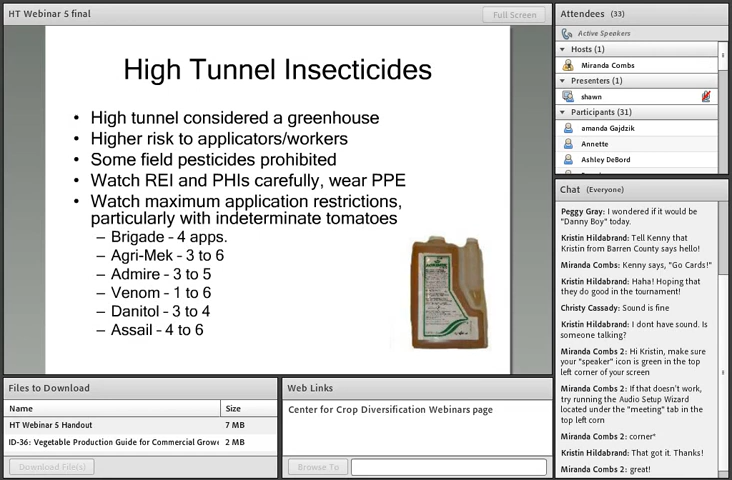 HT Webinar 5 final
Full Screen
High Tunnel Insecticides
• High tunnel considered a greenhouse
• Higher risk to applicators/workers
• Some field pesticides prohibited
• Watch REI and PHIs carefully, wear PPE
• Watch maximum application restrictions,
particularly with indeterminate tomatoes
– Brigade - 4 apps.
– Agri-Mek - 3 to 6
– Admire - 3 to 5
– Venom - 1 to 6
– Danitol - 3 to 4
– Assail - 4 to 6
Files to Download
Name Size
HT Webinar 5 Handout 7 MB
ID-36: Vegetable Production Guide for Commercial Growe 2 MB
Download File(s)
Web Links
Center for Crop Diversification Webinars page
Browse To
Attendees (33)
Active Speakers
Hosts (1)
Miranda Combs
Presenters (1)
shawn
Participants (31)
amanda Gajdzik
Annette
Ashley DeBord
Chat (Everyone)
Peggy Gray: I wondered if it would be
"Danny Boy" today.
Kristin Hildabrand: Tell Kenny that
Kristin from Barren County says hello!
Miranda Combs: Kenny says, "Go Cards!"
Kristin Hildabrand: Haha! Hoping that
they do good in the tournament!
Christy Cassady: Sound is fine
Kristin Hildabrand: I dont have sound. Is
someone talking?
Miranda Combs 2: Hi Kristin, make sure
your "speaker" icon is green in the top
left corner of your screen
Miranda Combs 2: If that doesn't work,
try running the Audio Setup Wizard
located under the "meeting" tab in the
top left corn
Miranda Combs 2: corner*
Kristin Hildabrand: That got it. Thanks!
Miranda Combs 2: great!